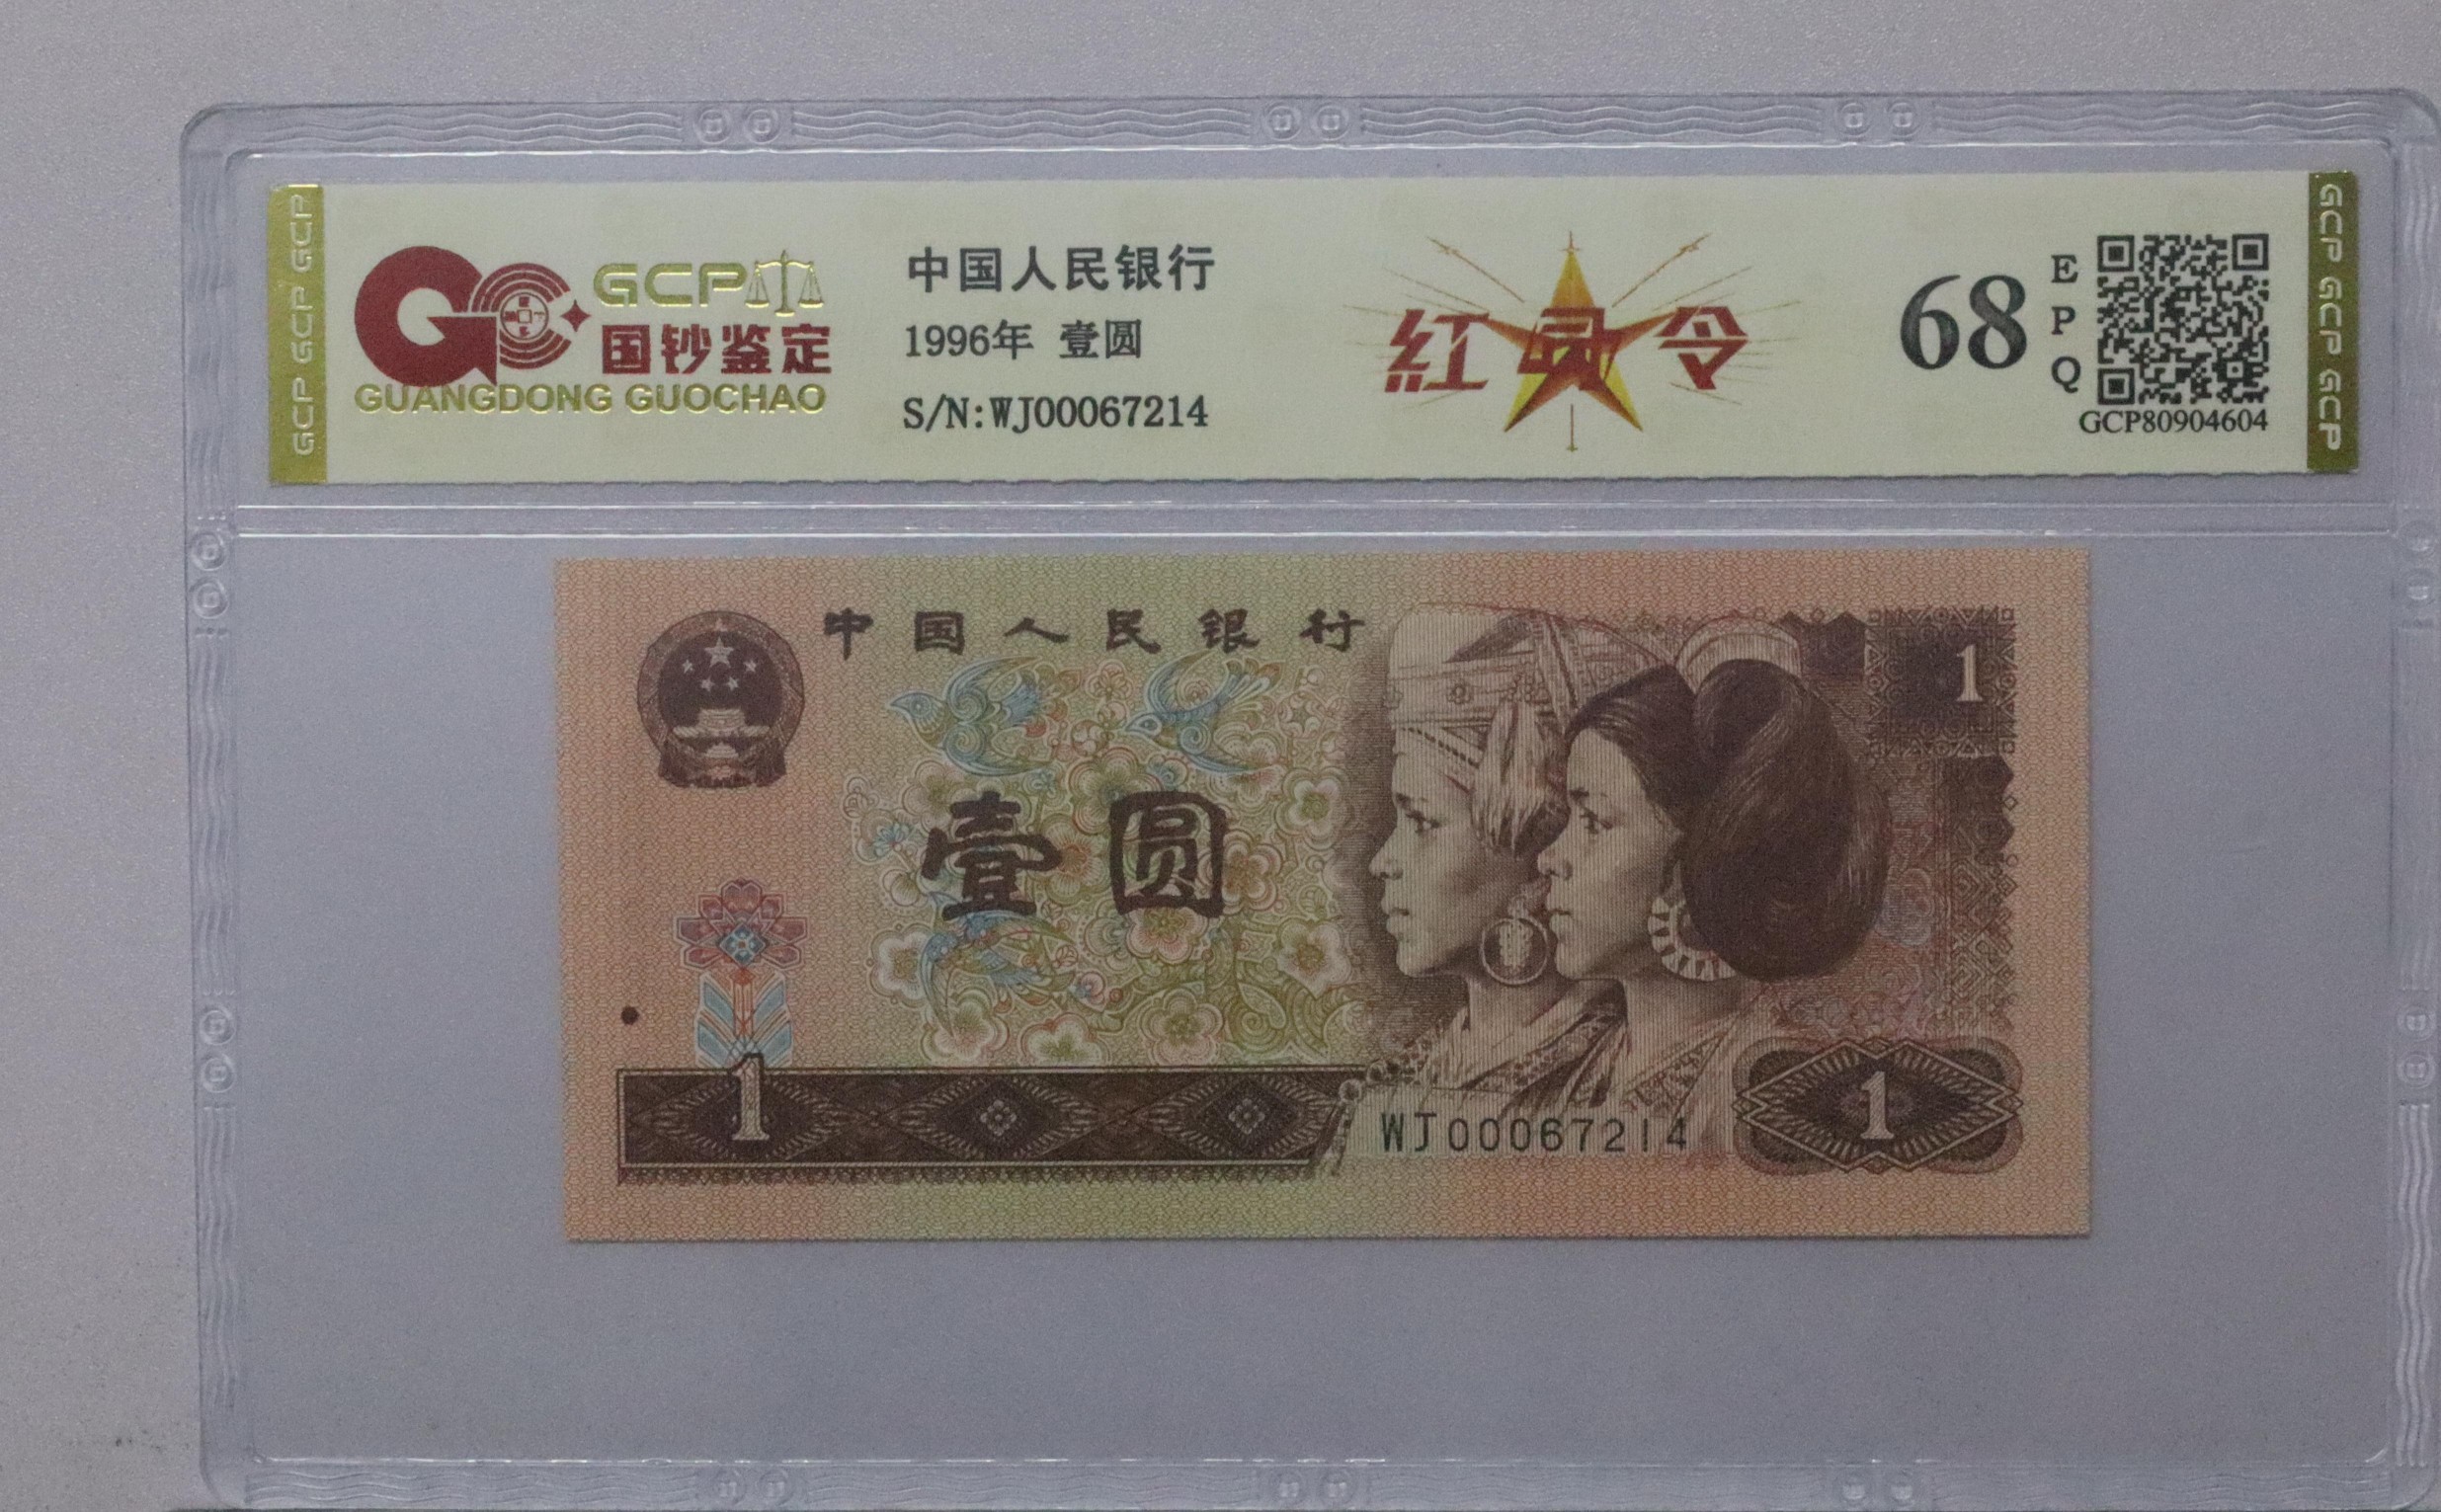 GCP GCP GCP
GCP
国钞鉴定
GUANGDONG GUOCHAO
中国人民银行
1996年 壹圆
S/N:WJ00067214
令
68
E
P
Q
GCP80904604
GCP GCP GCP
中国人民银行
1
壹圆
1
WJ00067214
1